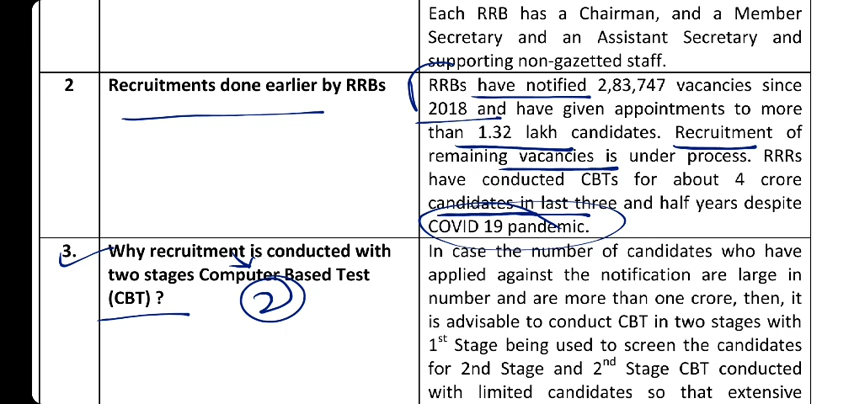 Each RRB has a Chairman, and a Member
Secretary and an Assistant Secretary and
supporting non-gazetted staff.
2 Recruitments done earlier by RRBs RRBs have notified 2,83,747 vacancies since
2018 and have given appointments to more
than 1.32 lakh candidates. Recruitment of
remaining vacancies is under process. RRRs
have conducted CBTs for about 4 crore
candidates in last three and half years despite
COVID 19 pandemic.
3. Why recruitment is conducted with
two stages Computer Based Test
(CBT) ?
2
In case the number of candidates who have
applied against the notification are large in
number and are more than one crore, then, it
is advisable to conduct CBT in two stages with
1st Stage being used to screen the candidates
for 2nd Stage and 2nd Stage CBT conducted
with limited candidates so that extensive